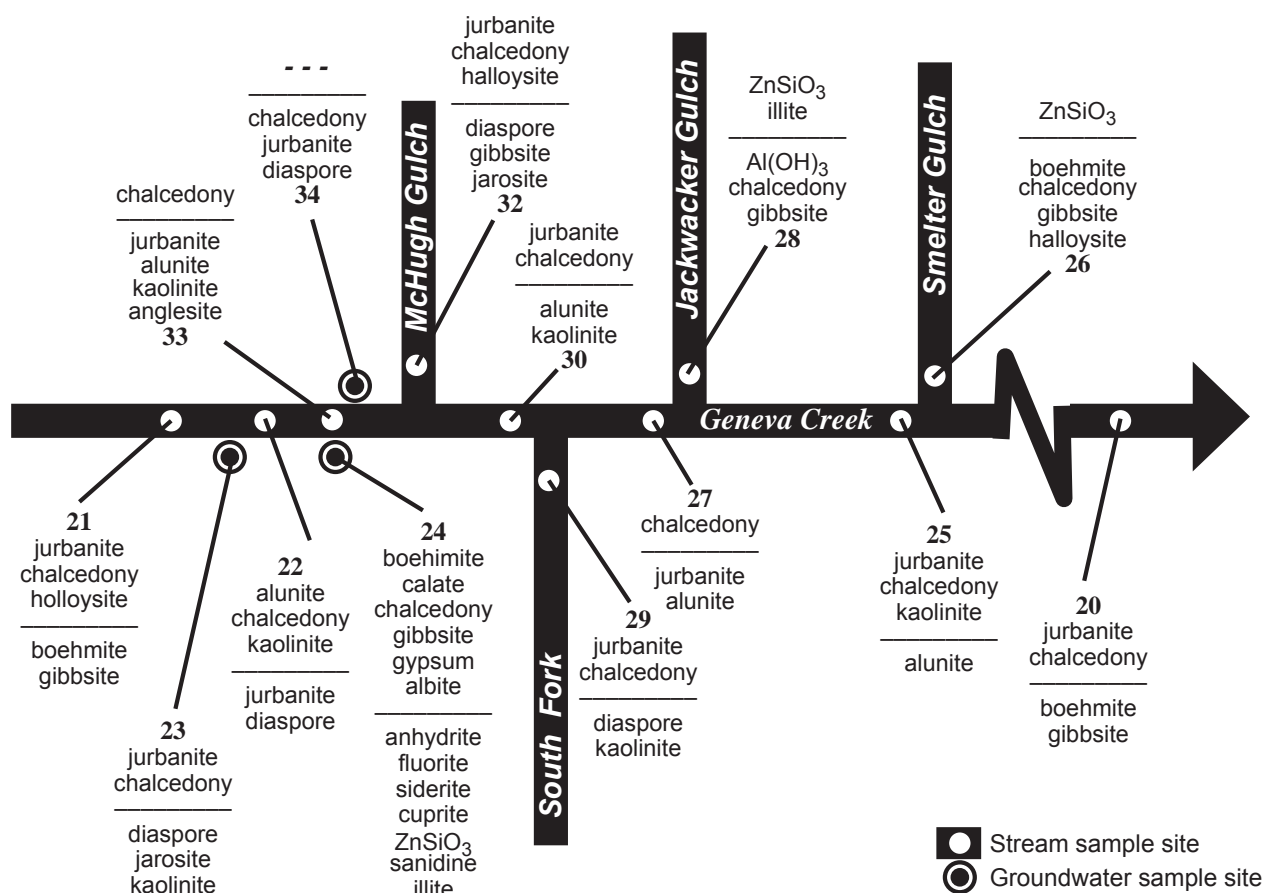 - - -
chalcedony
jurbanite
diaspore
34
jurbanite
chalcedony
halloysite
diaspore
gibbsite
jarosite
32
chalcedony
jurbanite
alunite
kaolinite
anglesite
33
McHugh Gulch
jurbanite
chalcedony
alunite
kaolinite
30
Jackwacker Gulch
ZnSiO₃
illite
Al(OH)₃
chalcedony
gibbsite
28
Smelter Gulch
ZnSiO₃
boehmite
chalcedony
gibbsite
halloysite
26
Geneva Creek
21
jurbanite
chalcedony
holloysite
boehmite
gibbsite
23
jurbanite
chalcedony
diaspore
jarosite
kaolinite
22
alunite
chalcedony
kaolinite
jurbanite
diaspore
24
boehimite
calate
chalcedony
gibbsite
gypsum
albite
anhydrite
fluorite
siderite
cuprite
ZnSiO₃
sanidine
illite
South Fork
29
jurbanite
chalcedony
diaspore
kaolinite
27
chalcedony
jurbanite
alunite
25
jurbanite
chalcedony
kaolinite
alunite
20
jurbanite
chalcedony
boehmite
gibbsite
Stream sample site
Groundwater sample site